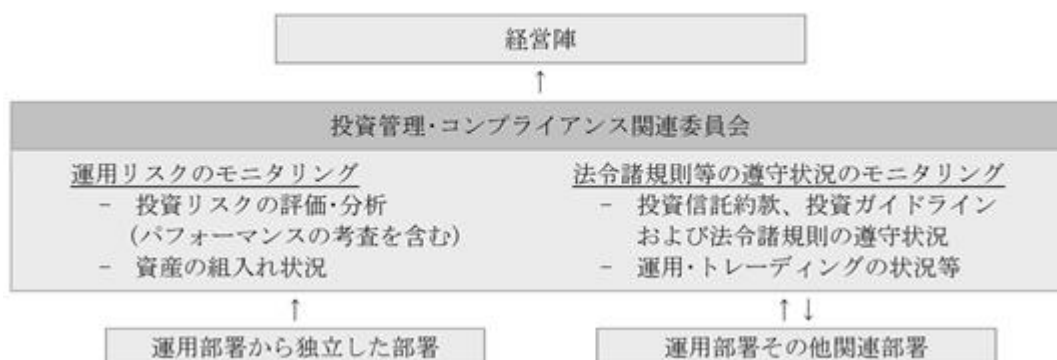 経営陣
↑
投資管理・コンプライアンス関連委員会
運用リスクのモニタリング
－ 投資リスクの評価・分析
（パフォーマンスの考査を含む）
－ 資産の組入れ状況
法令諸規則等の遵守状況のモニタリング
－ 投資信託約款、投資ガイドライン
および法令諸規則の遵守状況
－ 運用・トレーディングの状況等
↑
↑↓
運用部署から独立した部署
運用部署その他関連部署